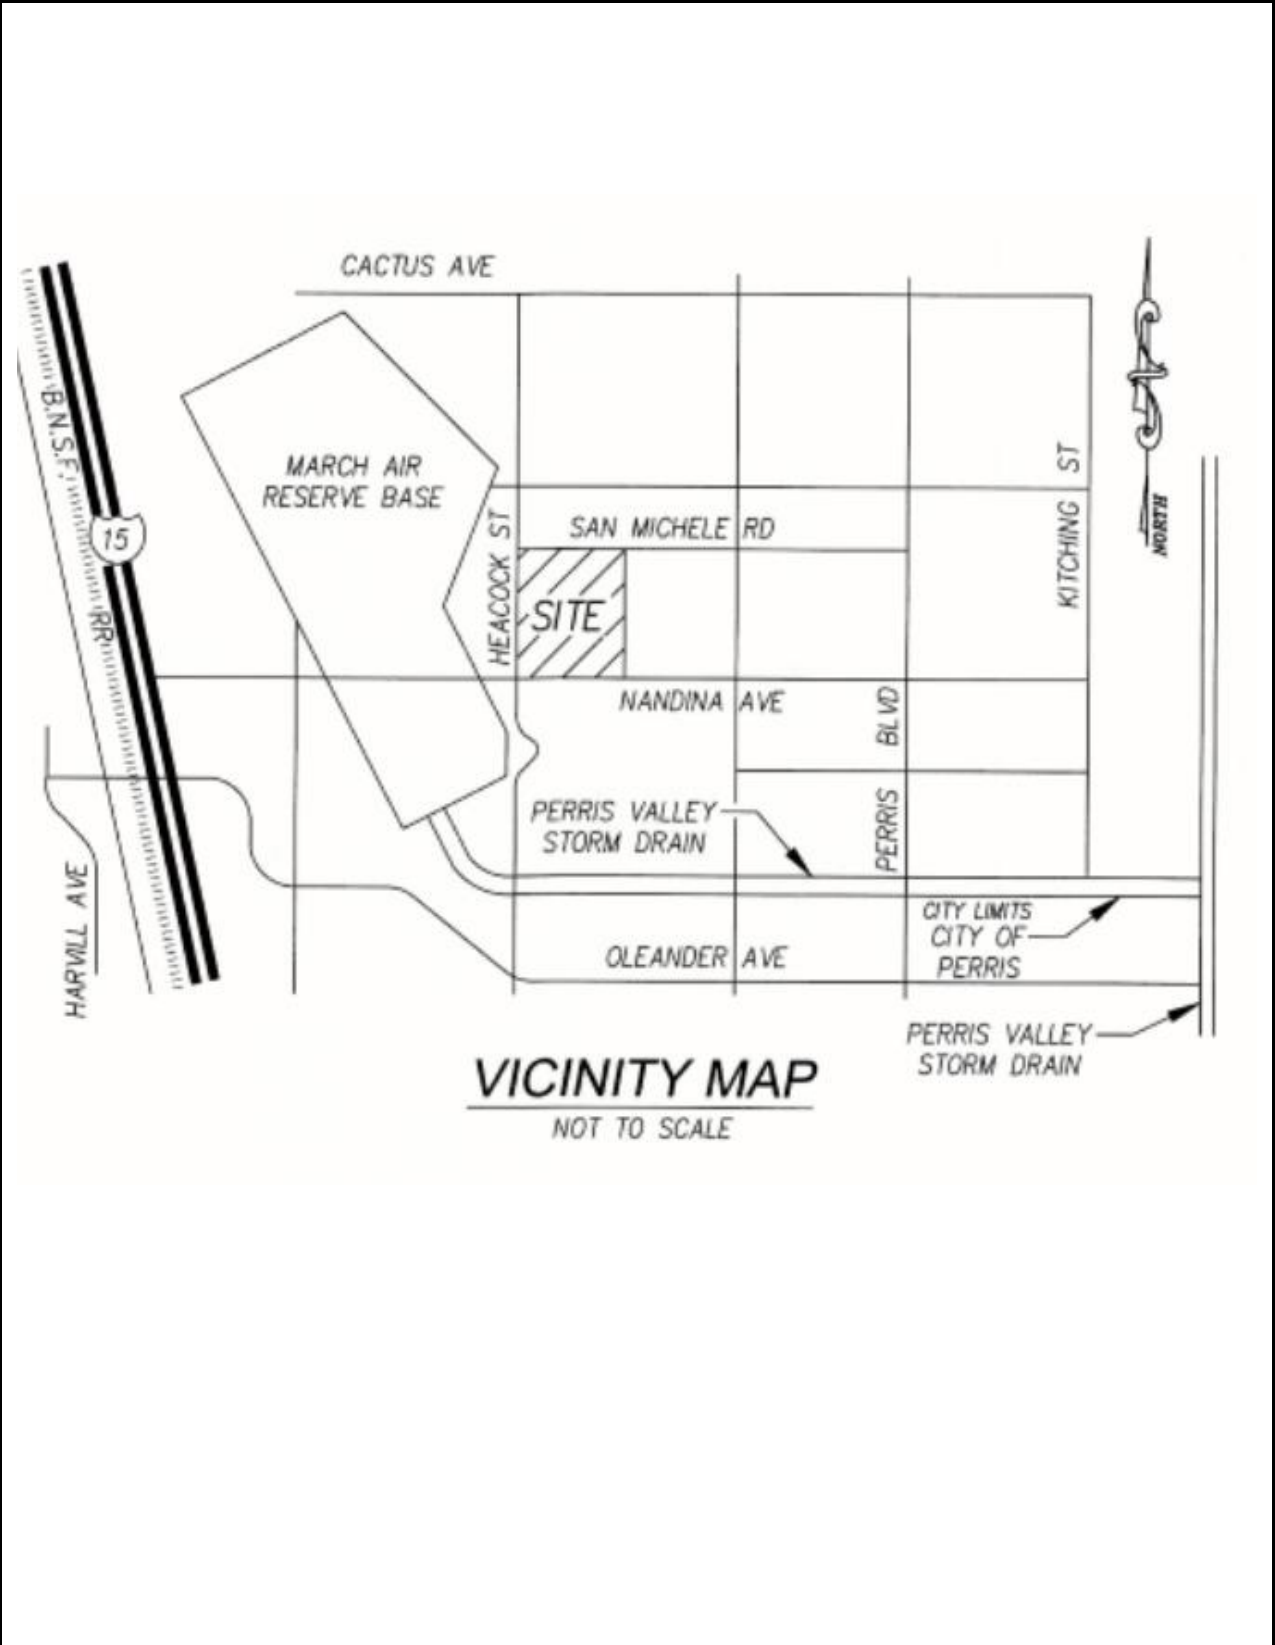 CACTUS AVE
B.N.S.F.
RR
15
MARCH AIR
RESERVE BASE
HEACOCK ST
SAN MICHELE RD
SITE
KITCHING ST
NORTH
NANDINA AVE
PERRIS BLVD
PERRIS VALLEY
STORM DRAIN
HARVILL AVE
CITY LIMITS
CITY OF
PERRIS
OLEANDER AVE
PERRIS VALLEY
STORM DRAIN
VICINITY MAP
NOT TO SCALE